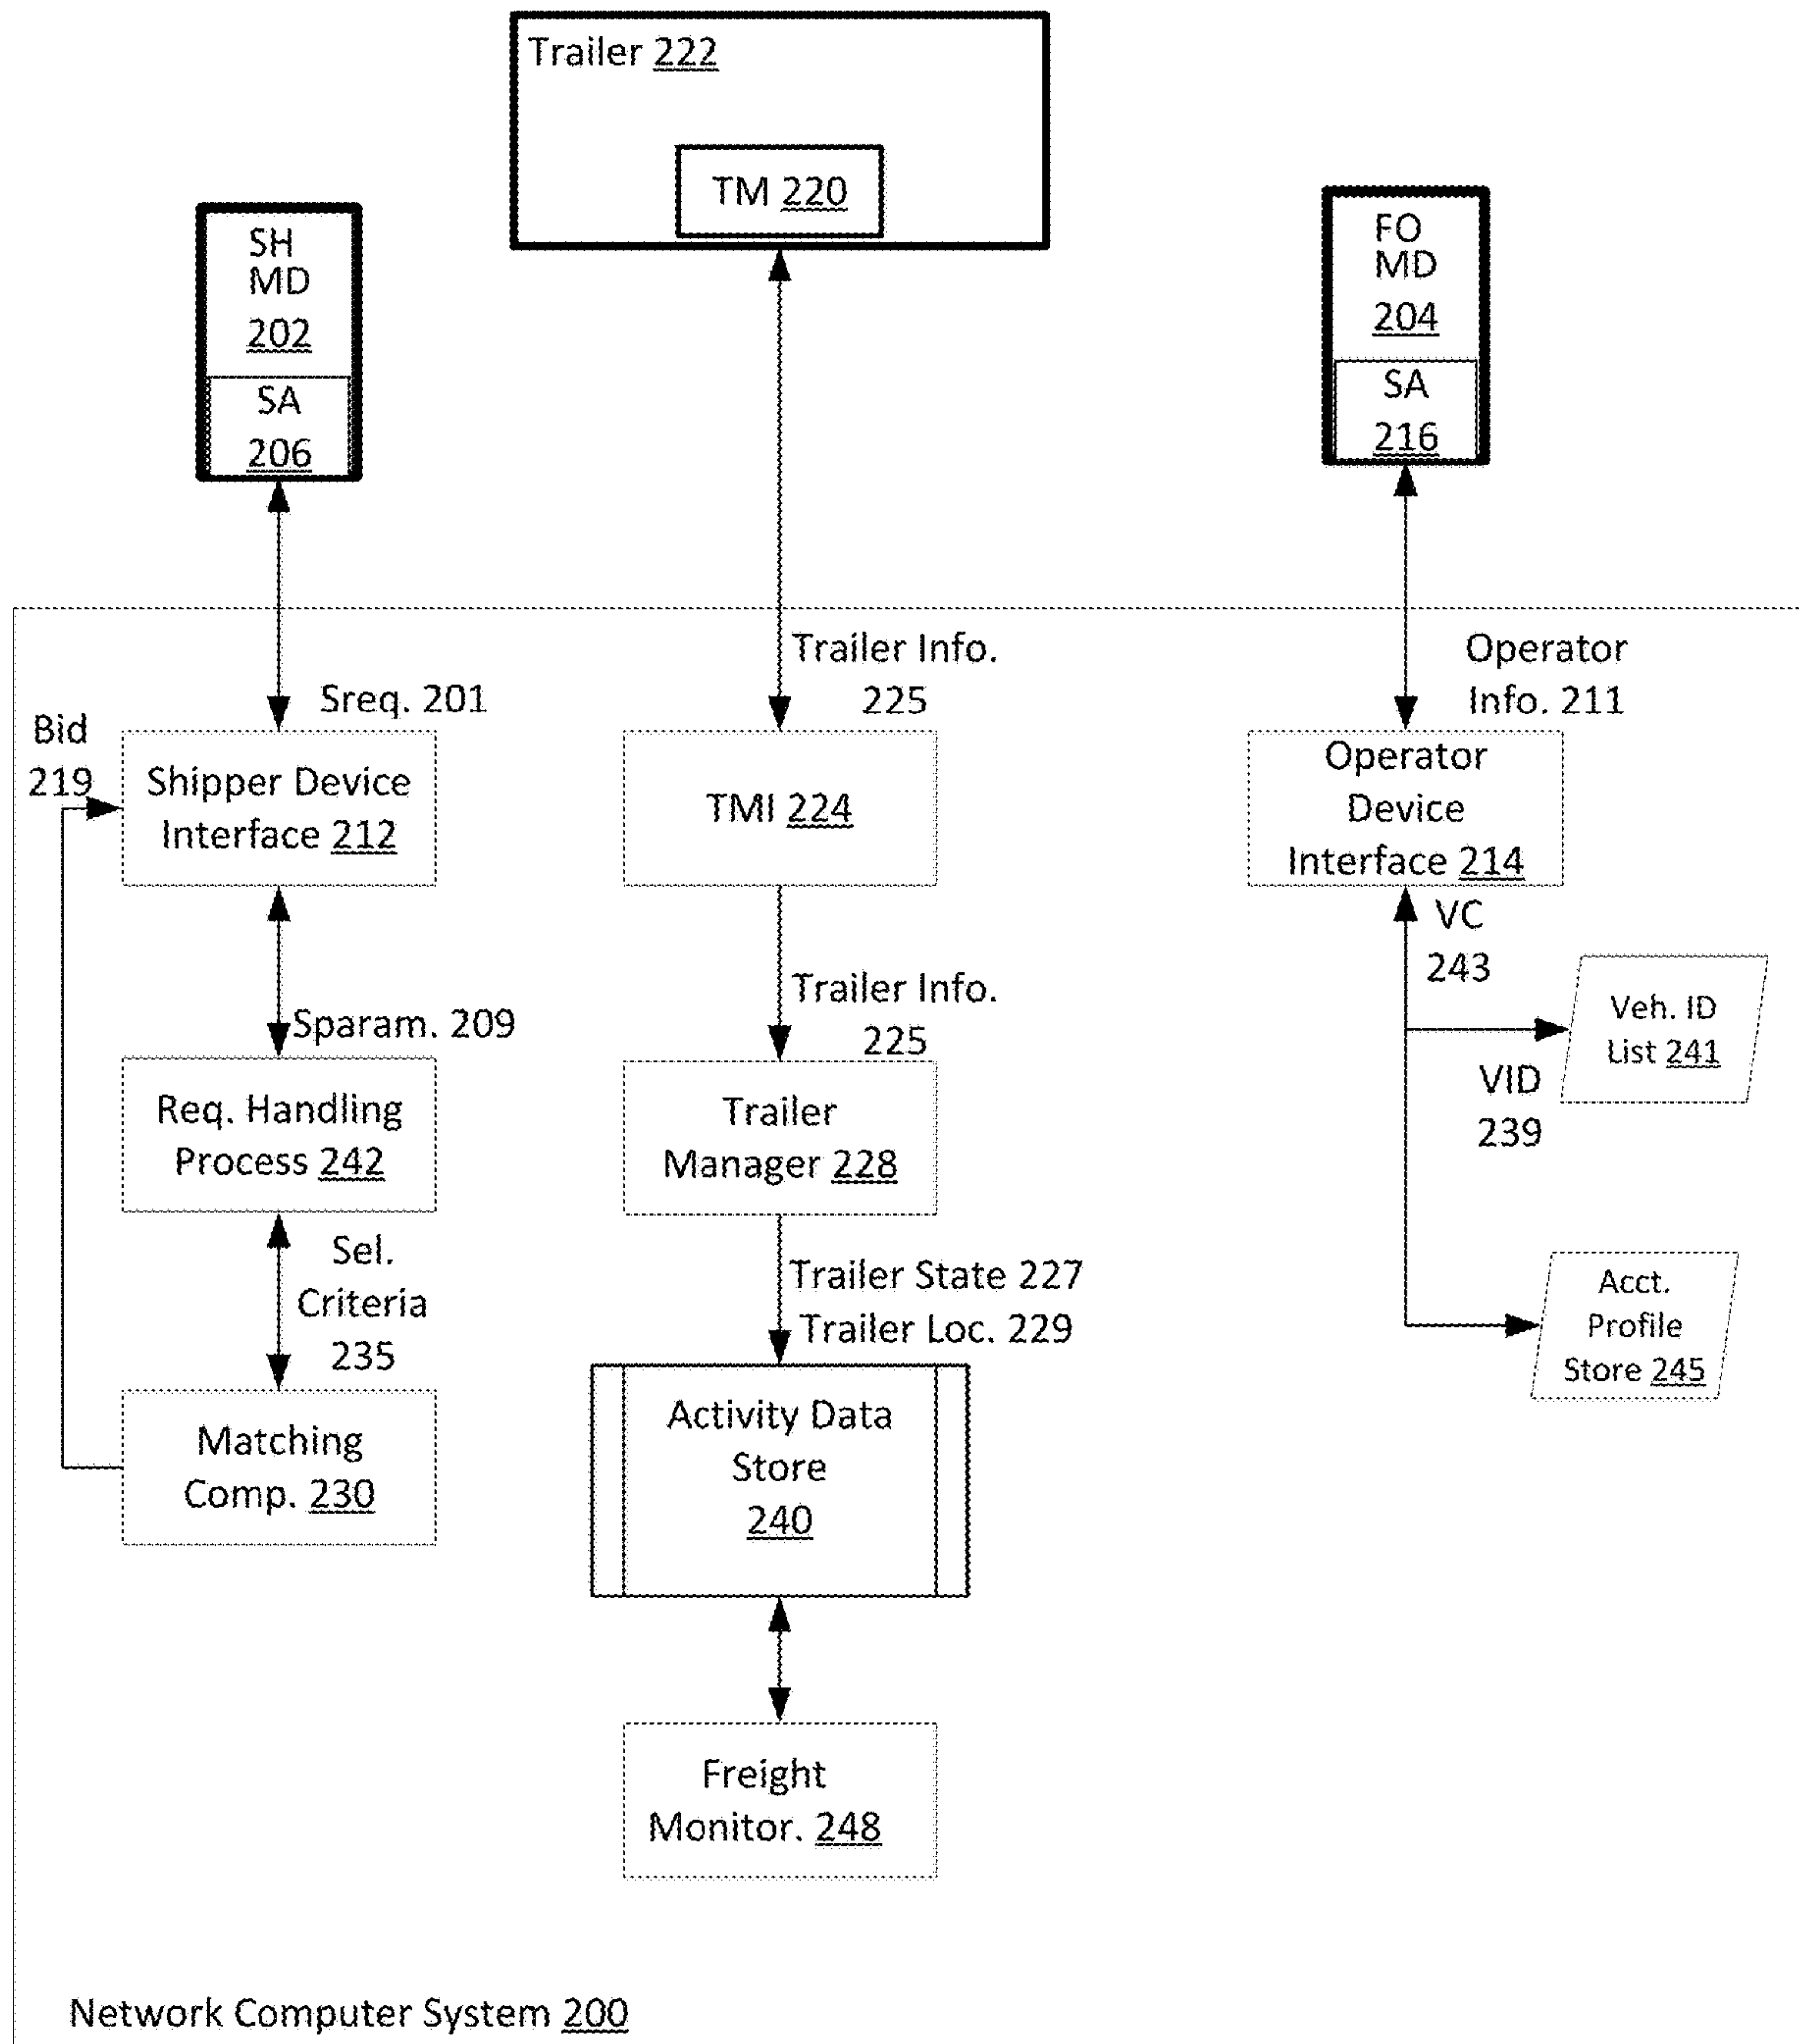 Trailer 222
TM 220
SH
MD
202
SA
206
FO
MD
204
SA
216
Trailer Info.
225
Operator
Info. 211
Sreq. 201
Bid
219
Shipper Device
Interface 212
TMI 224
Operator
Device
Interface 214
VC
243
Trailer Info.
225
Veh. ID
List 241
VID
239
Sparam. 209
Req. Handling
Process 242
Trailer
Manager 228
Sel.
Criteria
235
Trailer State 227
Trailer Loc. 229
Acct.
Profile
Store 245
Matching
Comp. 230
Activity Data
Store
240
Freight
Monitor. 248
Network Computer System 200